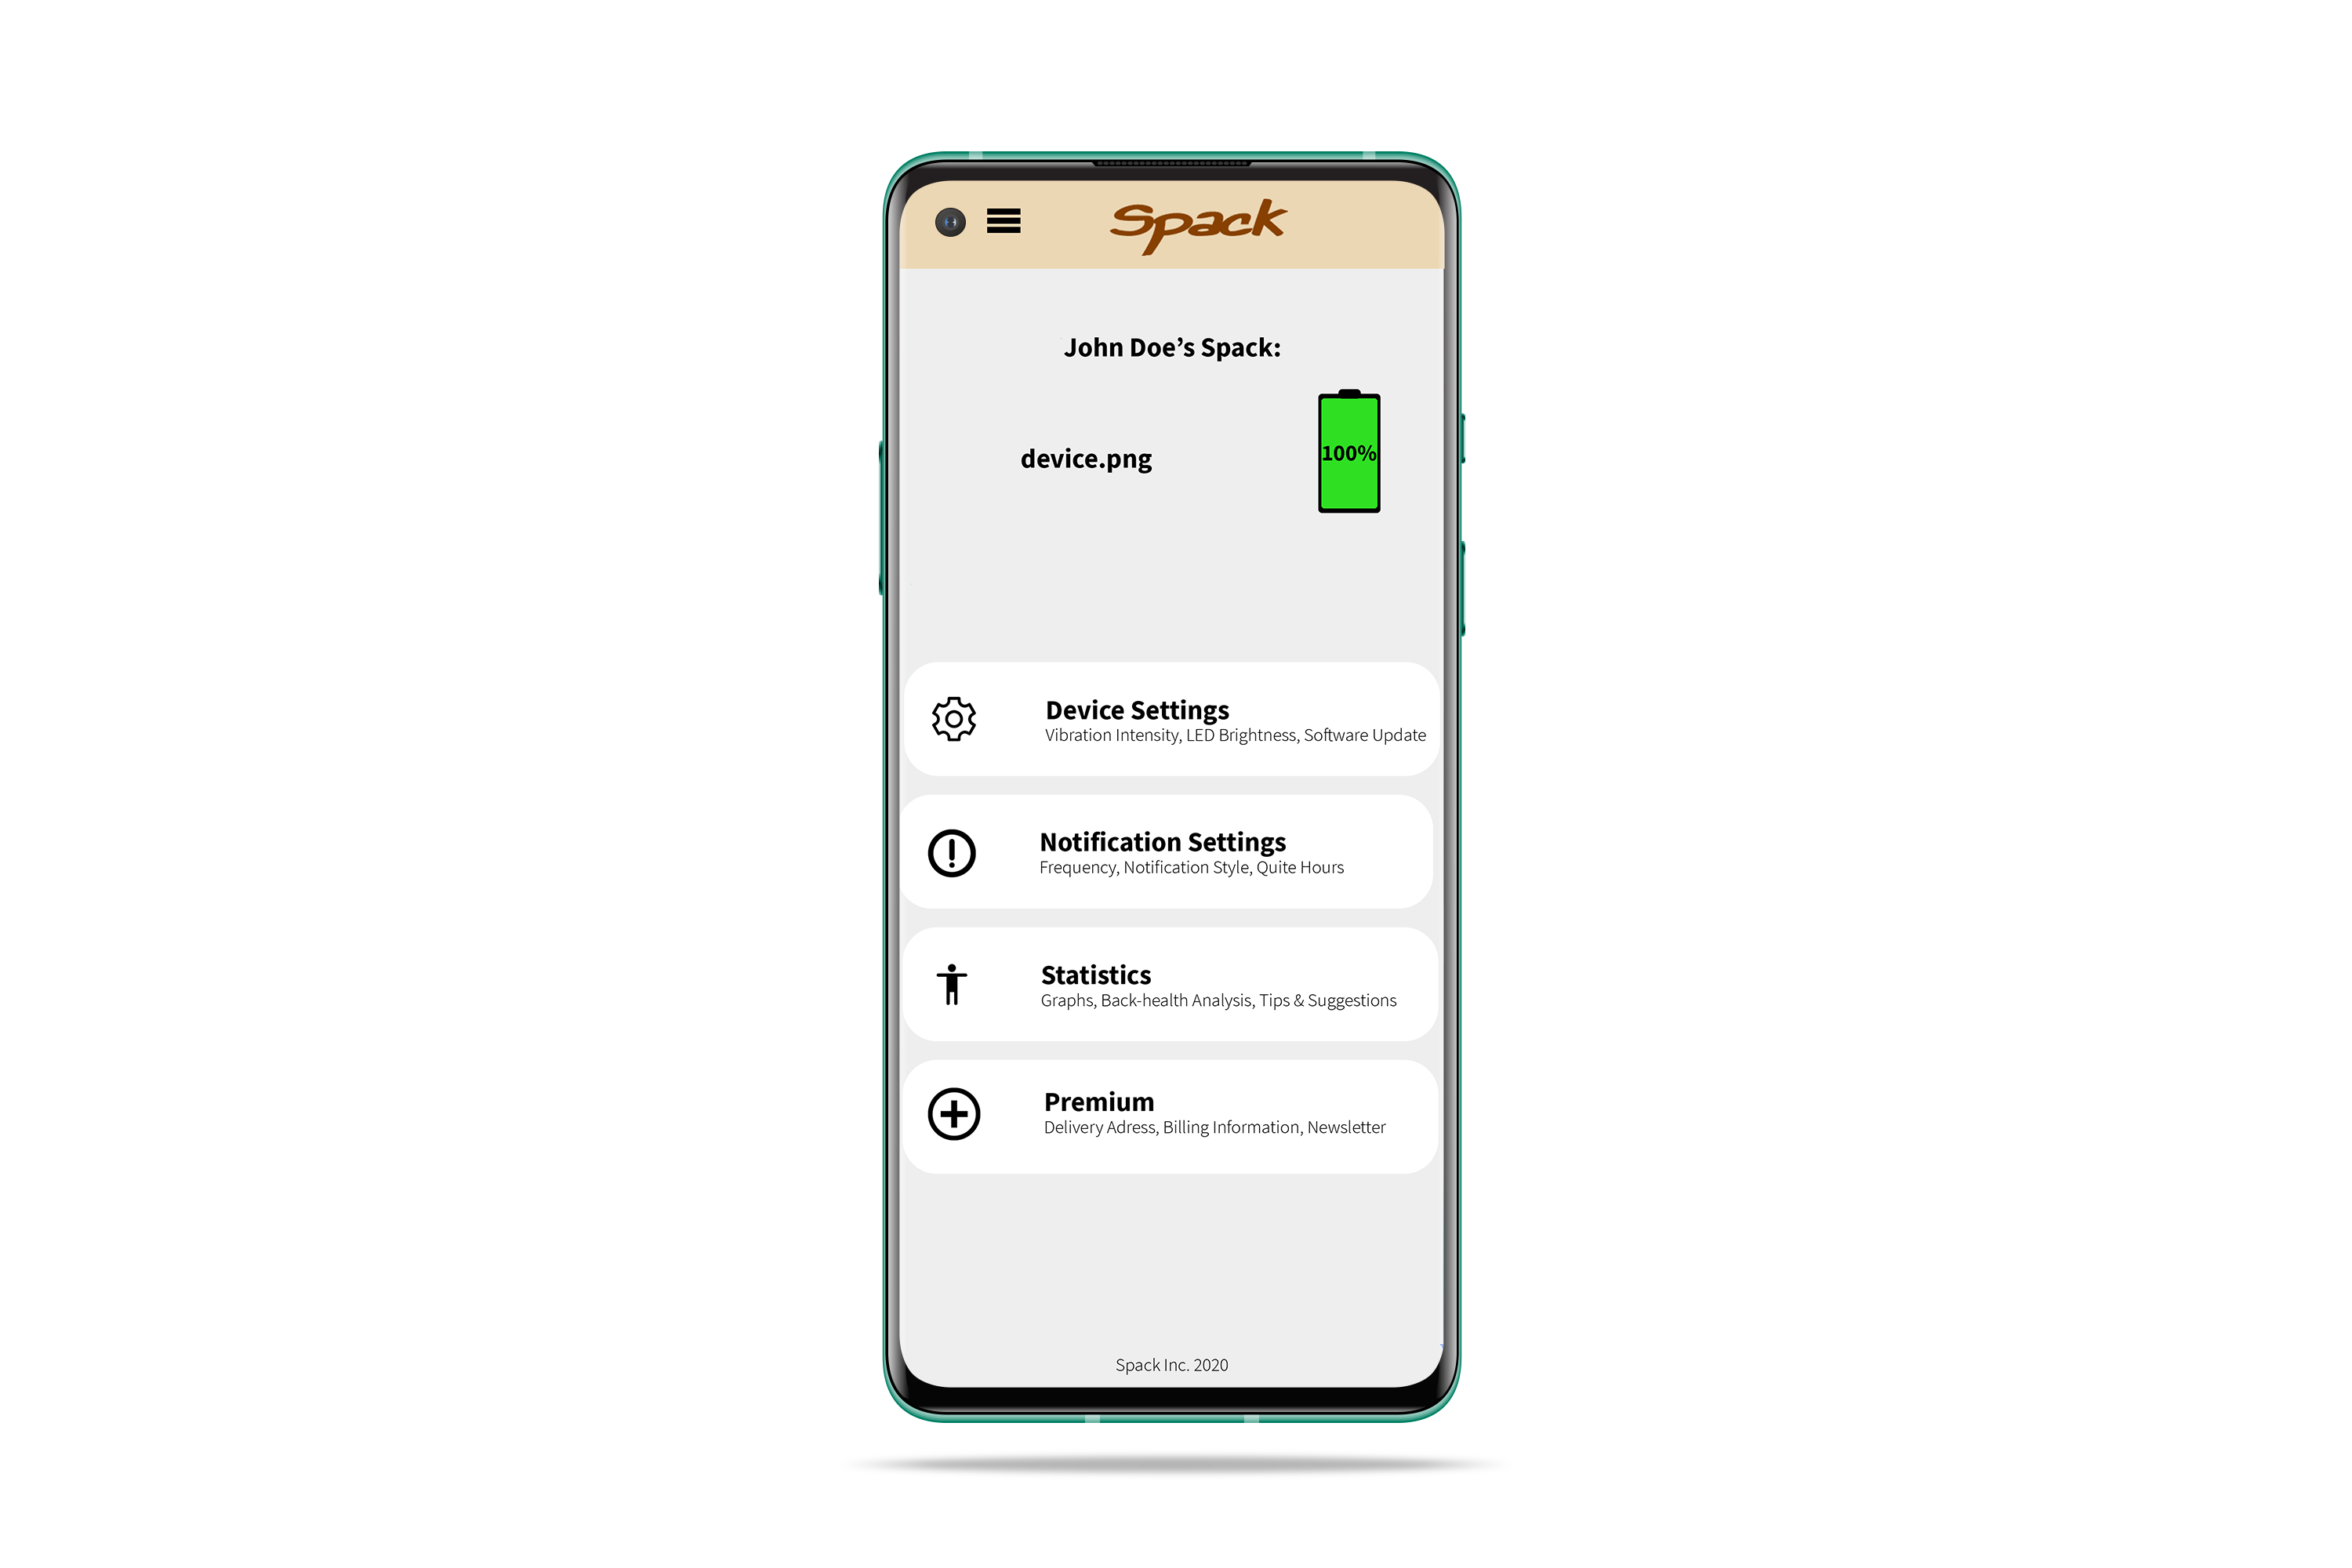 Spack
John Doe’s Spack:
device.png
100%
Device Settings
Vibration Intensity, LED Brightness, Software Update
Notification Settings
Frequency, Notification Style, Quite Hours
Statistics
Graphs, Back-health Analysis, Tips & Suggestions
Premium
Delivery Adress, Billing Information, Newsletter
Spack Inc. 2020